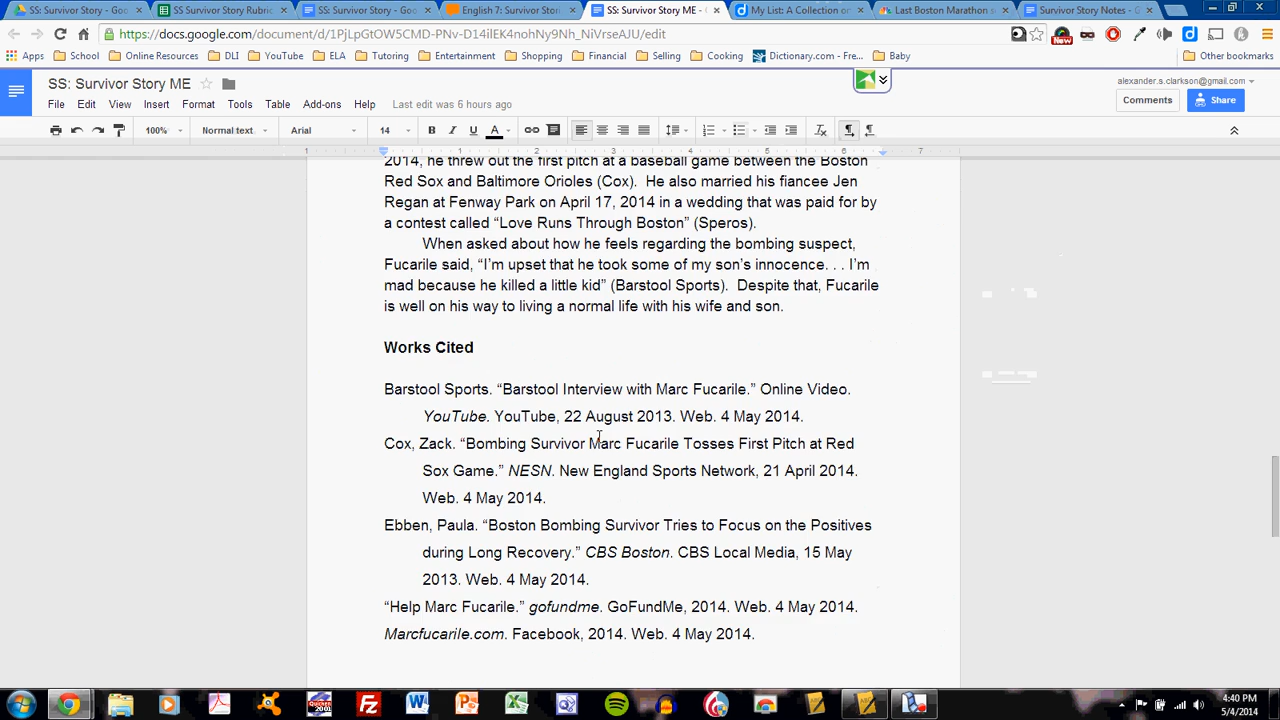 SS: Survivor Story - Goo
SS Survivor Story Rubric
SS: Survivor Story - Goo
English 7: Survivor Stori
SS: Survivor Story ME - G
My List: A Collection on
Last Boston Marathon s
Survivor Story Notes - G
https://docs.google.com/document/d/1PjLpGtOW5CMD-PNv-D14ilEK4nohNy9Nh_NiVrseAJU/edit
New
Apps School Online Resources DLI YouTube ELA Tutoring Entertainment Shopping Financial Selling Cooking Dictionary.com - Fre... Baby Other bookmarks
SS: Survivor Story ME
alexander.s.clarkson@gmail.com
File Edit View Insert Format Tools Table Add-ons Help Last edit was 6 hours ago
Comments Share
100% Normal text Arial 14 B I U A
1 1 2 3 4 5 6 7
2014, he threw out the first pitch at a baseball game between the Boston
Red Sox and Baltimore Orioles (Cox).  He also married his fiancee Jen
Regan at Fenway Park on April 17, 2014 in a wedding that was paid for by
a contest called “Love Runs Through Boston” (Speros).
When asked about how he feels regarding the bombing suspect,
Fucarile said, “I’m upset that he took some of my son’s innocence. . . I’m
mad because he killed a little kid” (Barstool Sports).  Despite that, Fucarile
is well on his way to living a normal life with his wife and son.
Works Cited
Barstool Sports. “Barstool Interview with Marc Fucarile.” Online Video.
YouTube. YouTube, 22 August 2013. Web. 4 May 2014.
Cox, Zack. “Bombing Survivor Marc Fucarile Tosses First Pitch at Red
Sox Game.” NESN. New England Sports Network, 21 April 2014.
Web. 4 May 2014.
Ebben, Paula. “Boston Bombing Survivor Tries to Focus on the Positives
during Long Recovery.” CBS Boston. CBS Local Media, 15 May
2013. Web. 4 May 2014.
“Help Marc Fucarile.” gofundme. GoFundMe, 2014. Web. 4 May 2014.
Marcfucarile.com. Facebook, 2014. Web. 4 May 2014.
4:40 PM
5/4/2014